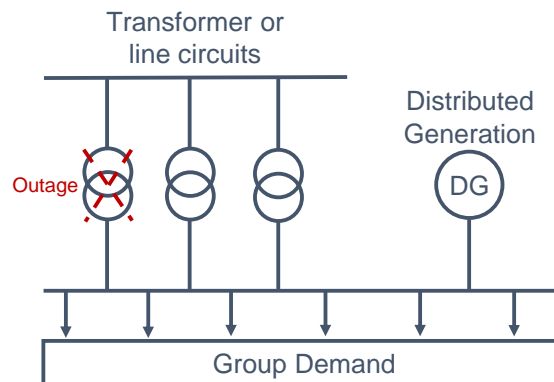 Transformer or
line circuits
Distributed
Generation
Outage
DG
Group Demand